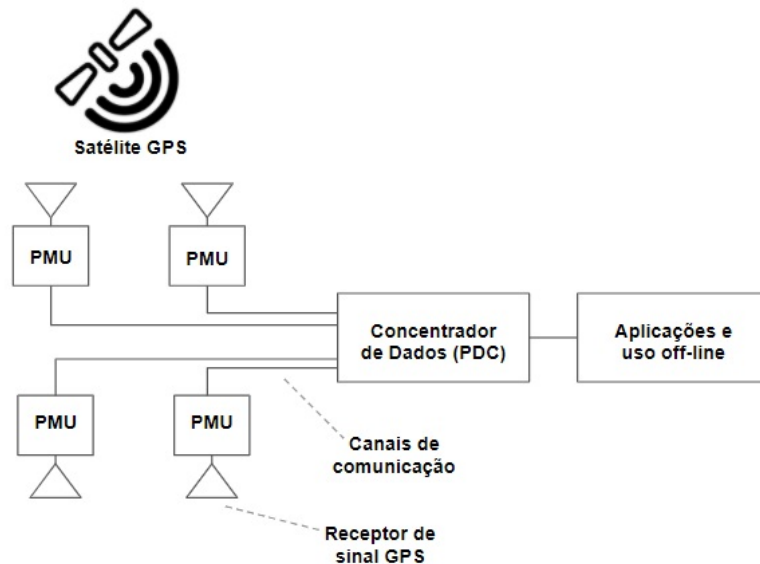 Satélite GPS
PMU
PMU
Concentrador
de Dados (PDC)
Aplicações e
uso off-line
PMU
PMU
Canais de
comunicação
Receptor de
sinal GPS